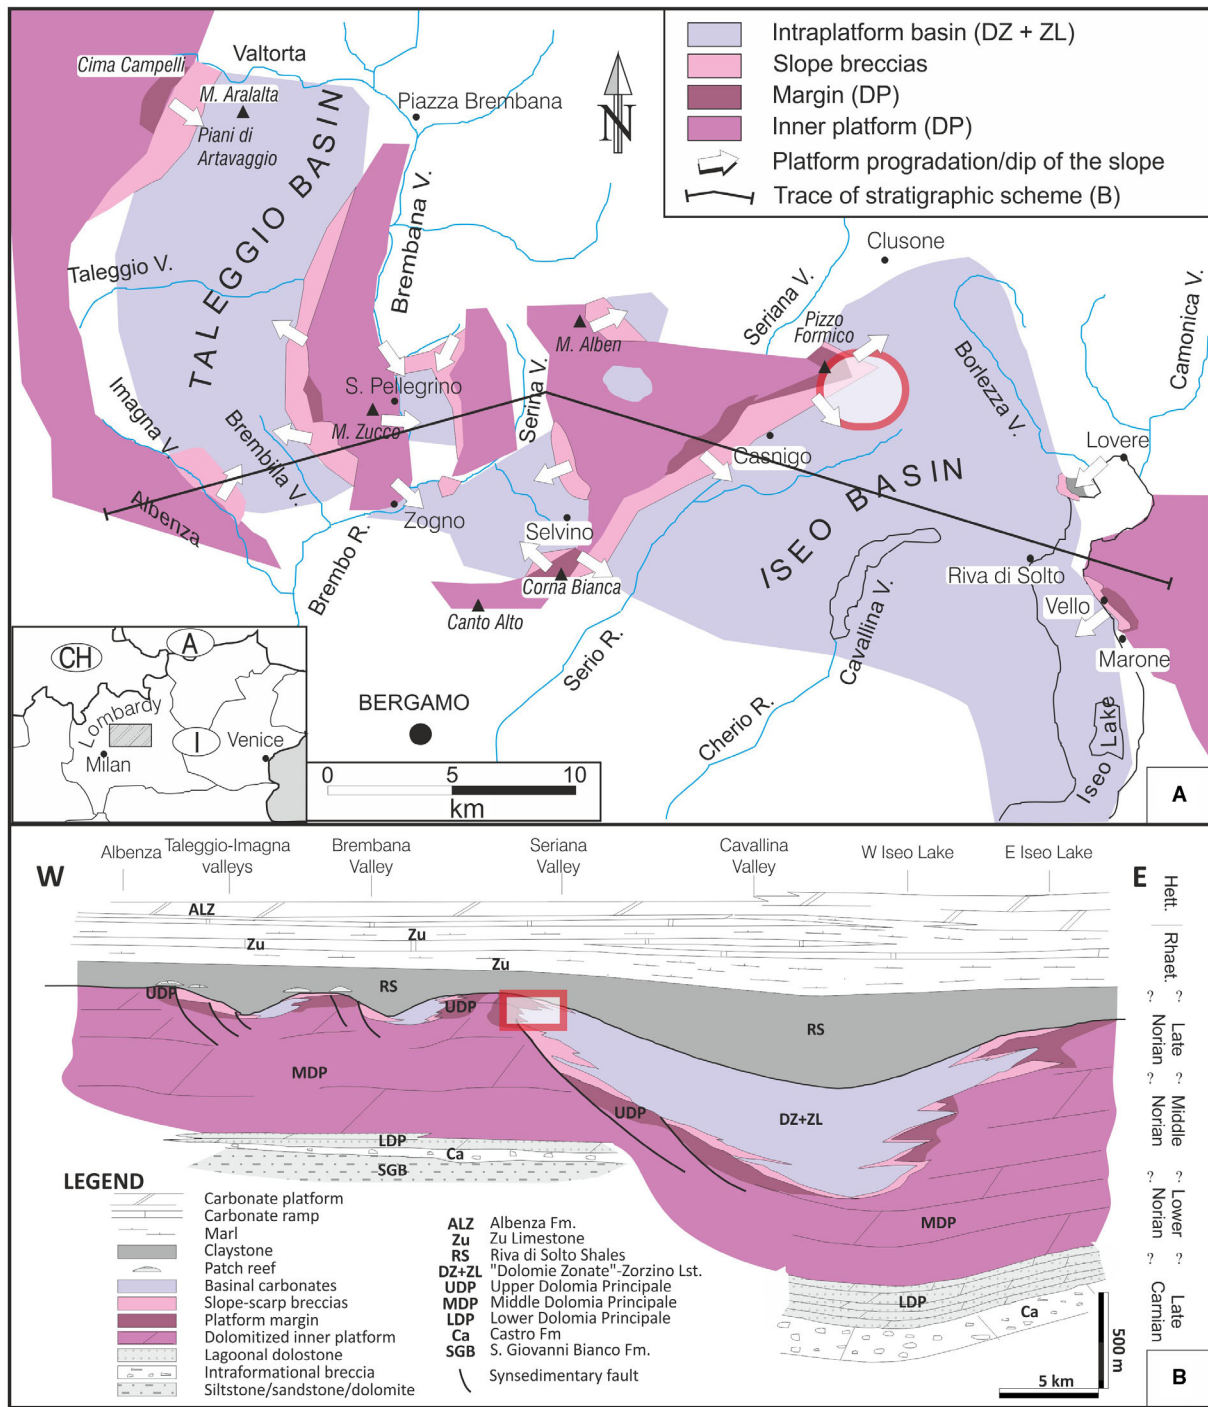 Intraplatform basin (DZ + ZL)
Slope breccias
Margin (DP)
Inner platform (DP)
Platform progradation/dip of the slope
Trace of stratigraphic scheme (B)
N
Valtorta
Cima Campelli
M. Aralalta
Piani di
Artavaggio
Piazza Brembana
TALEGGIO BASIN
Brembana V.
Taleggio V.
Clusone
Seriana V.
Pizzo
Formico
Camonica V.
Borlezza V.
M. Alben
Serina V.
S. Pellegrino
M. Zucco
Imagna V.
Brembilla V.
Lovere
Casnigo
ISEO BASIN
Albenza
Zogno
Selvino
Brembo R.
Riva di Solto
Corna Bianca
Canto Alto
Vello
Cavallina V.
Serio R.
Marone
CH
A
Lombardy
I
Venice
Milan
BERGAMO
Cherio R.
Iseo Lake
0 5 10
km
A
Albenza
Taleggio-Imagna
valleys
Brembana
Valley
Seriana
Valley
Cavallina
Valley
W Iseo Lake
E Iseo Lake
W
E
Hett.
Rhaet.
? ?
Late
Norian
? ?
Middle
Norian
? ?
Lower
Norian
? ?
Late
Carnian
ALZ
Zu
Zu
Zu
RS
UDP
UDP
RS
MDP
UDP
DZ+ZL
LDP
Ca
SGB
MDP
LDP
Ca
LEGEND
Carbonate platform
Carbonate ramp
Marl
Claystone
Patch reef
Basinal carbonates
Slope-scarp breccias
Platform margin
Dolomitized inner platform
Lagoonal dolostone
Intraformational breccia
Siltstone/sandstone/dolomite
ALZ Albenza Fm.
Zu Zu Limestone
RS Riva di Solto Shales
DZ+ZL "Dolomie Zonate"-Zorzino Lst.
UDP Upper Dolomia Principale
MDP Middle Dolomia Principale
LDP Lower Dolomia Principale
Ca Castro Fm
SGB S. Giovanni Bianco Fm.
Synsedimentary fault
500 m
5 km
B